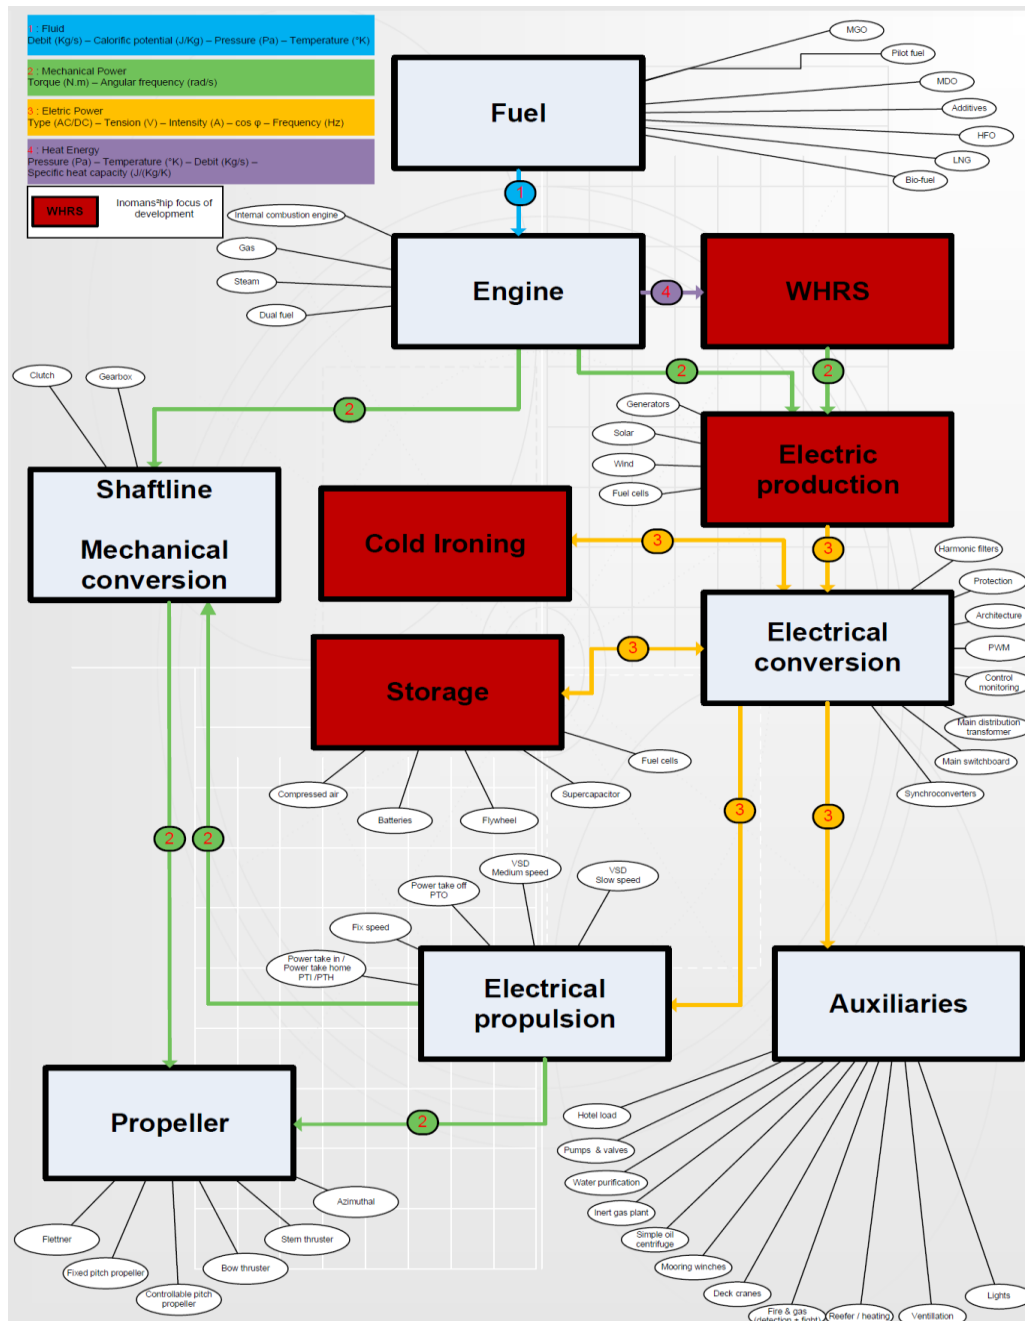 1 : Fluid
Debit (Kg/s) – Calorific potential (J/Kg) – Pressure (Pa) – Temperature (°K)
2 : Mechanical Power
Torque (N.m) – Angular frequency (rad/s)
3 : Eletric Power
Type (AC/DC) – Tension (V) – Intensity (A) – cos φ – Frequency (Hz)
4 : Heat Energy
Pressure (Pa) – Temperature (°K) – Debit (Kg/s) –
Specific heat capacity (J/(Kg/K)
WHRS
Inomans²hip focus of
development
Fuel
MGO
Pilot fuel
MDO
Additives
HFO
LNG
Bio-fuel
1
Internal combustion engine
Gas
Steam
Dual fuel
Engine
4
WHRS
2
2
2
Clutch
Gearbox
Shaftline
Mechanical
conversion
Generators
Solar
Wind
Fuel cells
Electric
production
Cold Ironing
3
3
Electrical
conversion
Harmonic filters
Protection
Architecture
PWM
Control
monitoring
Main distribution
transformer
Main switchboard
Synchroconverters
Storage
3
Compressed air
Batteries
Flywheel
Supercapacitor
Fuel cells
3
3
2
2
VSD
Medium speed
VSD
Slow speed
Power take off
PTO
Fix speed
Power take in /
Power take home
PTI /PTH
Electrical
propulsion
Auxiliaries
Propeller
2
Flettner
Fixed pitch propeller
Controllable pitch
propeller
Bow thruster
Stern thruster
Azimuthal
Hotel load
Pumps & valves
Water purification
Inert gas plant
Simple oil
centrifuge
Mooring winches
Deck cranes
Fire & gas
(detection + fight)
Reefer / heating
Ventillation
Lights